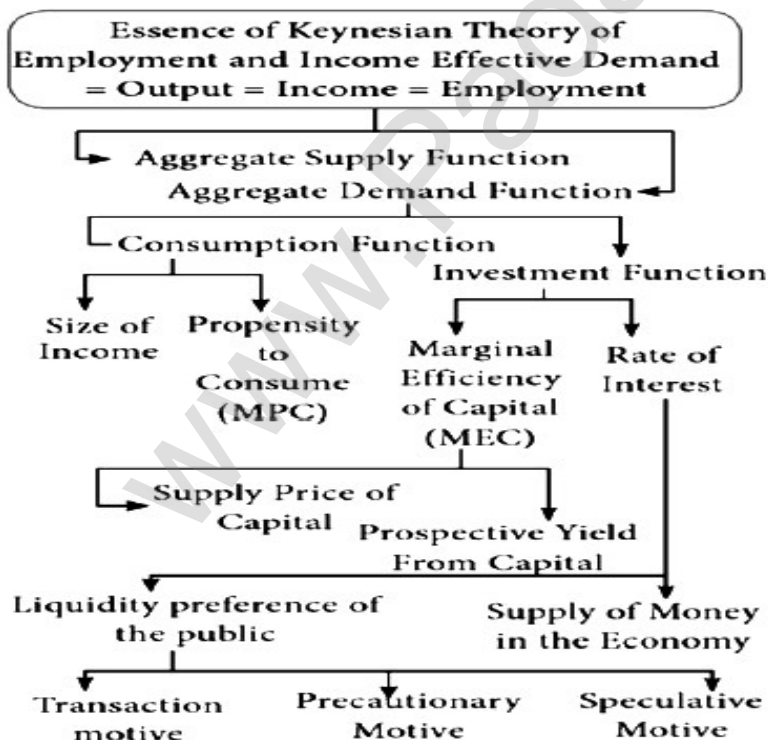 Essence of Keynesian Theory of
Employment and Income Effective Demand
= Output = Income = Employment
Aggregate Supply Function
Aggregate Demand Function
Consumption Function
Investment Function
Size of
Income
Propensity
to
Consume
(MPC)
Marginal
Efficiency
of Capital
(MEC)
Rate of
Interest
Supply Price of
Capital
Prospective Yield
From Capital
Liquidity preference of
the public
Supply of Money
in the Economy
Transaction
motive
Precautionary
Motive
Speculative
Motive